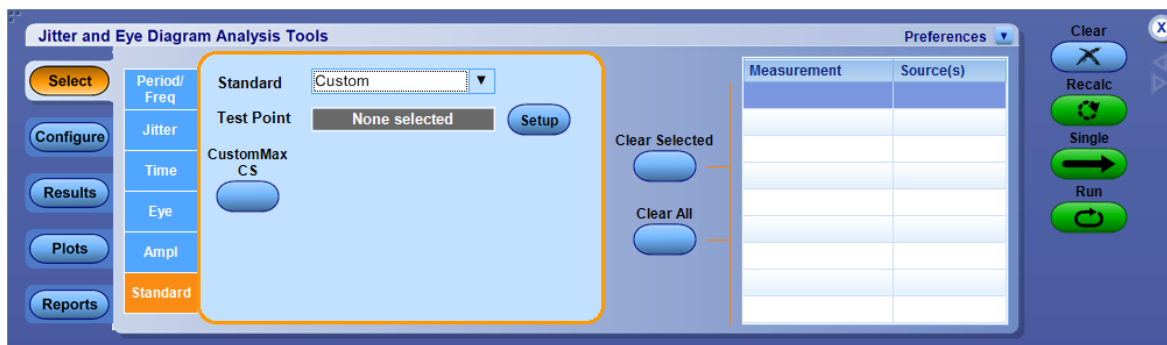 Jitter and Eye Diagram Analysis Tools
Preferences
Clear
X
Select
Configure
Results
Plots
Reports
Period/
Freq
Jitter
Time
Eye
Ampl
Standard
Standard
Custom
Test Point
None selected
Setup
CustomMax
CS
Clear Selected
Clear All
Measurement
Source(s)
Recalc
Single
Run